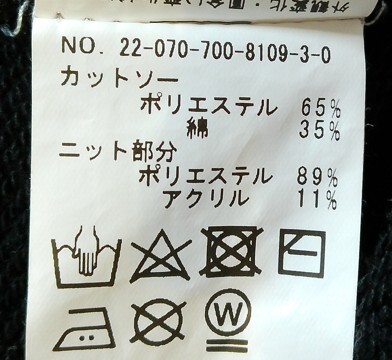 NO. 22-070-700-8109-3-0
カットソー
ポリエステル 65%
綿 35%
ニット部分
ポリエステル 89%
アクリル 11%
W